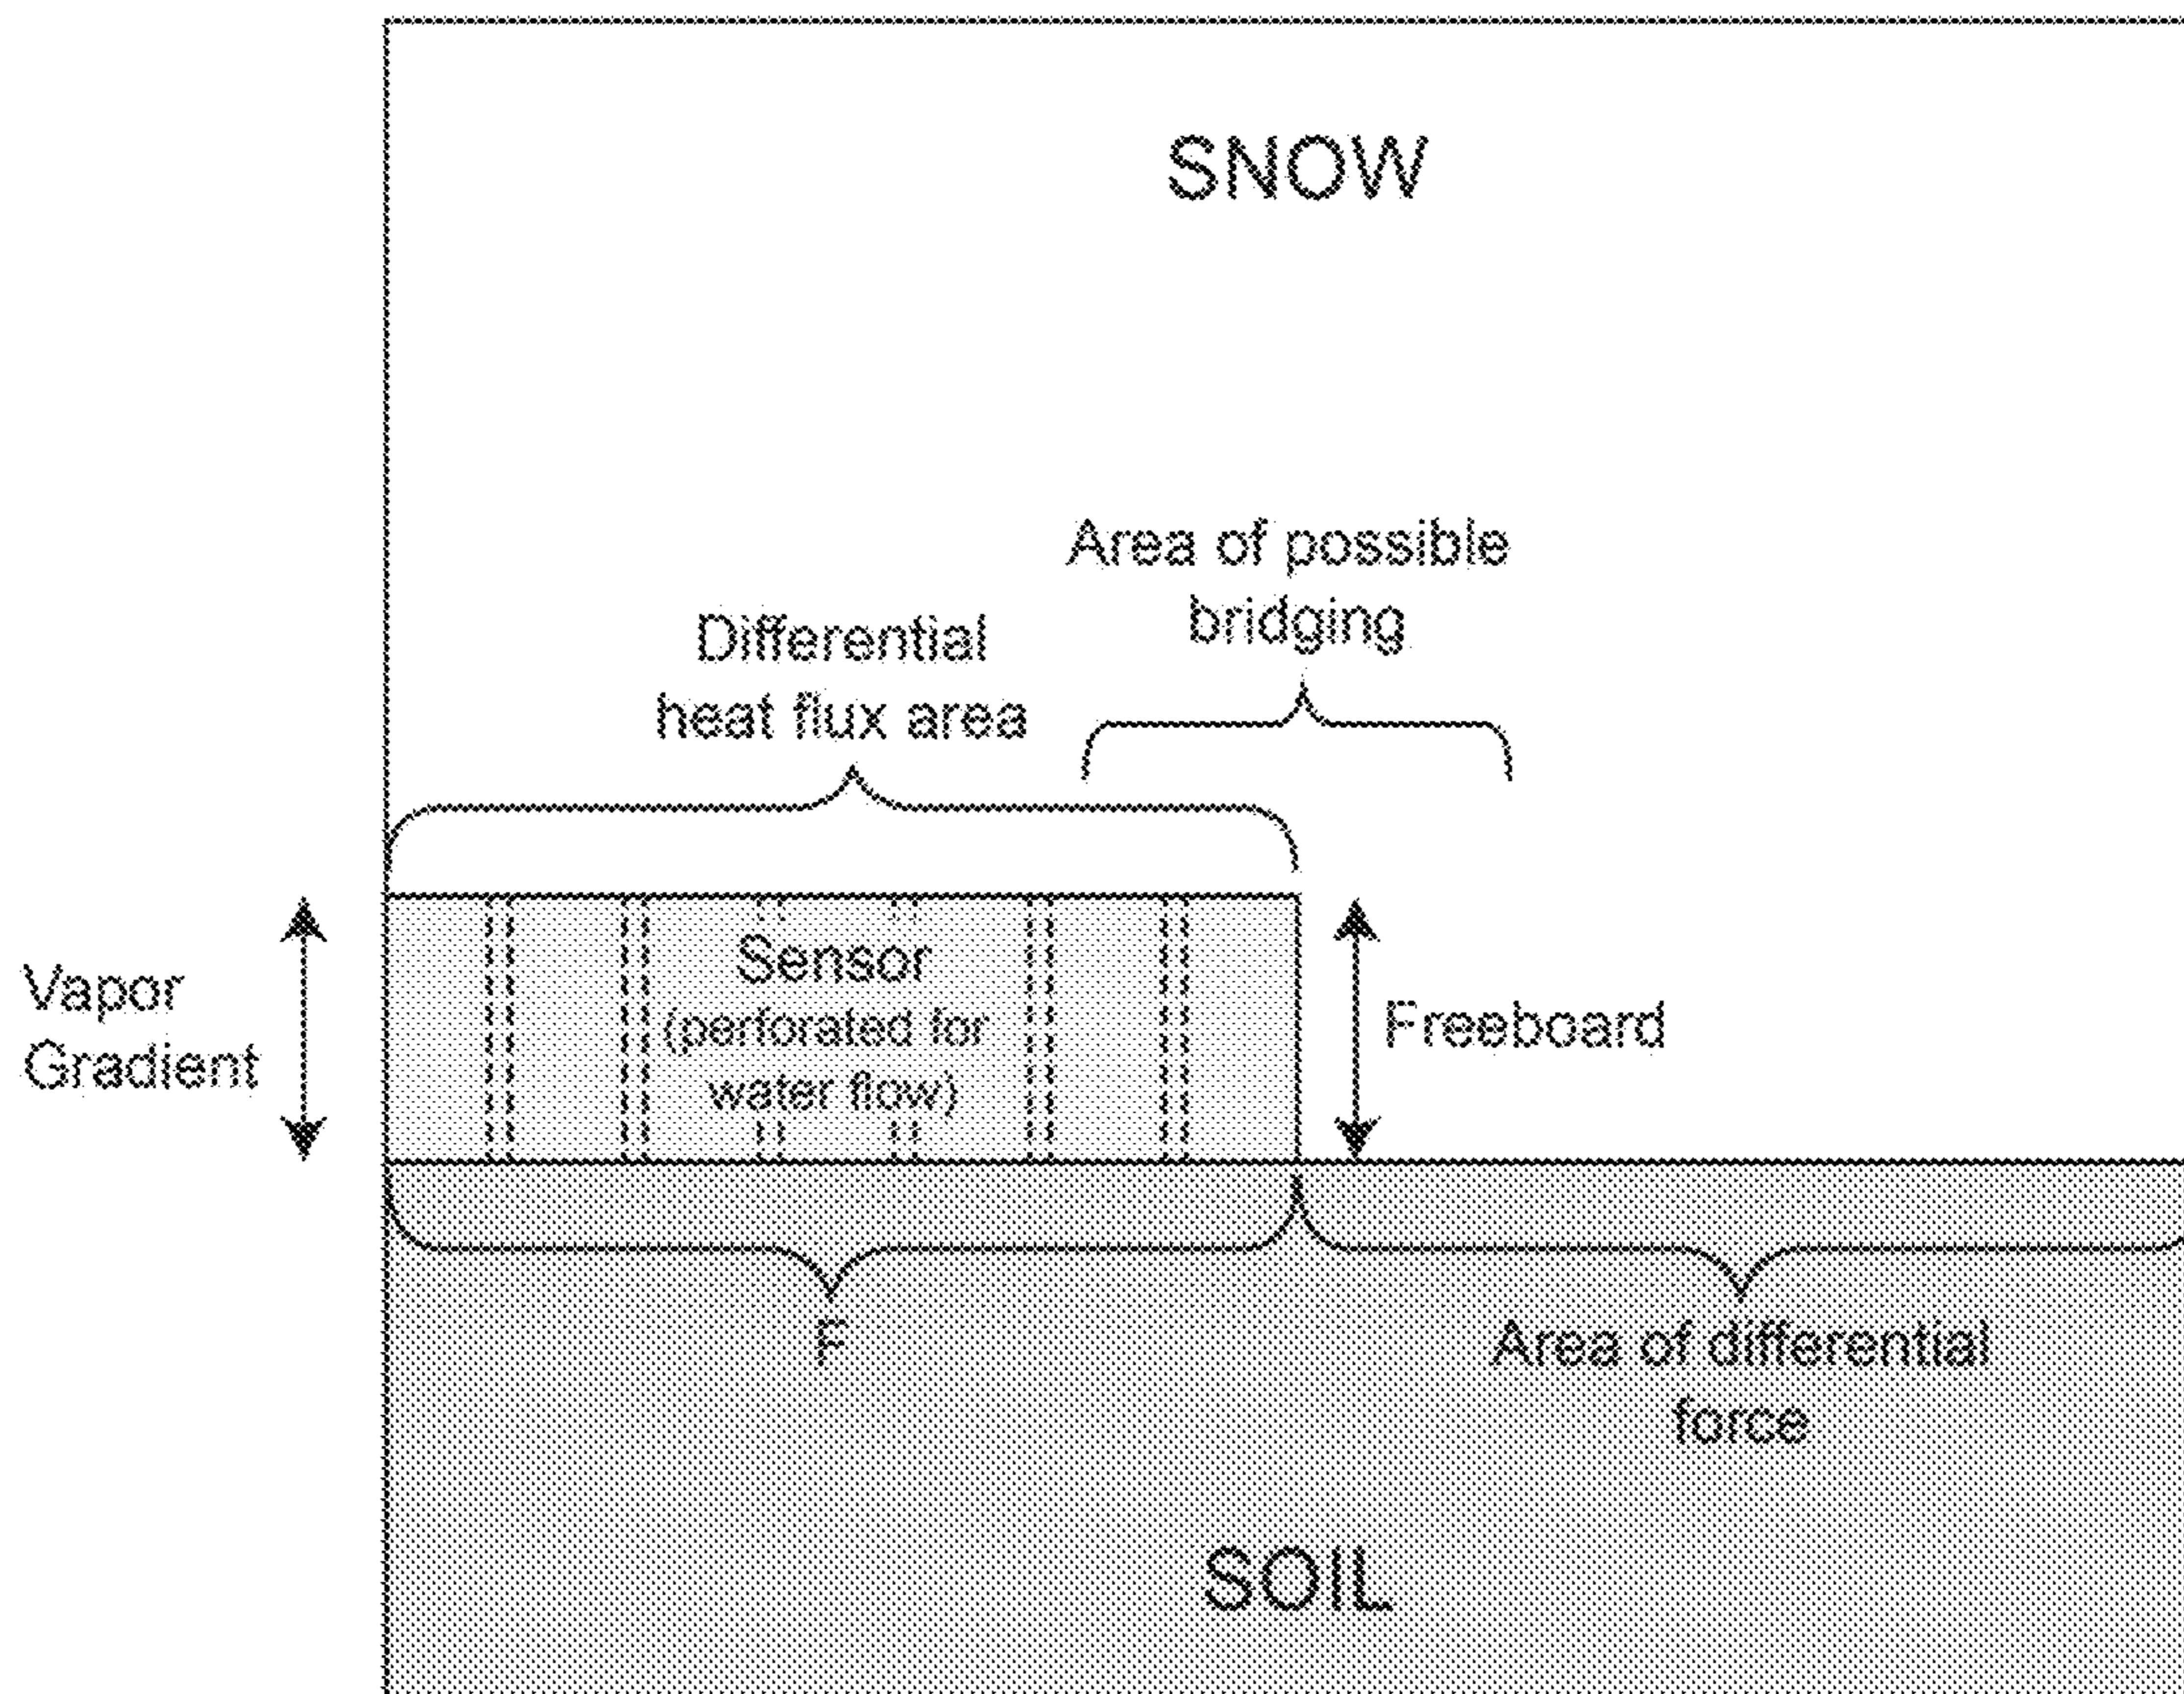 SNOW
Area of possible
bridging
Differential
heat flux area
Vapor
Gradient
Sensor
(perforated for
water flow)
Freeboard
F
Area of differential
force
SOIL